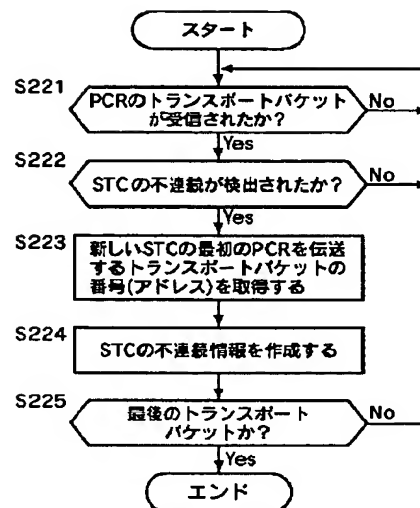 スタート
S221
PCRのトランスポートパケット
が受信されたか?
No
Yes
S222
STCの不連続が検出されたか?
No
Yes
S223
新しいSTCの最初のPCRを伝送
するトランスポートパケットの
番号(アドレス)を取得する
S224
STCの不連続情報を作成する
S225
最後のトランスポート
パケットか?
No
Yes
エンド